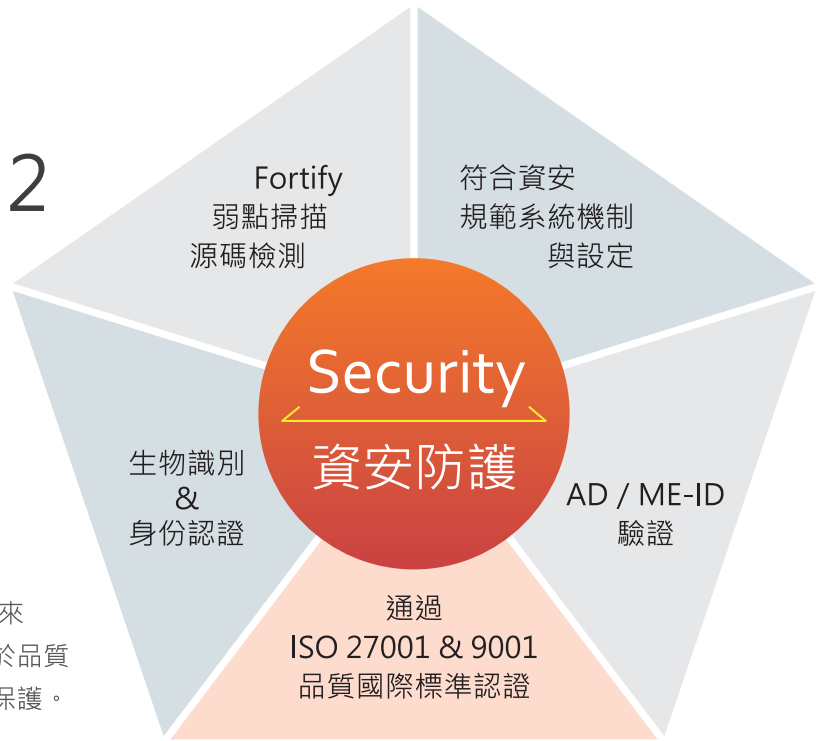 2
Fortify
弱點掃描
源碼檢測
符合資安
規範系統機制
與設定
Security
資安防護
生物識別
&
身份認證
AD / ME-ID
驗證
通過
ISO 27001 & 9001
品質國際標準認證
來
於品質
保護。